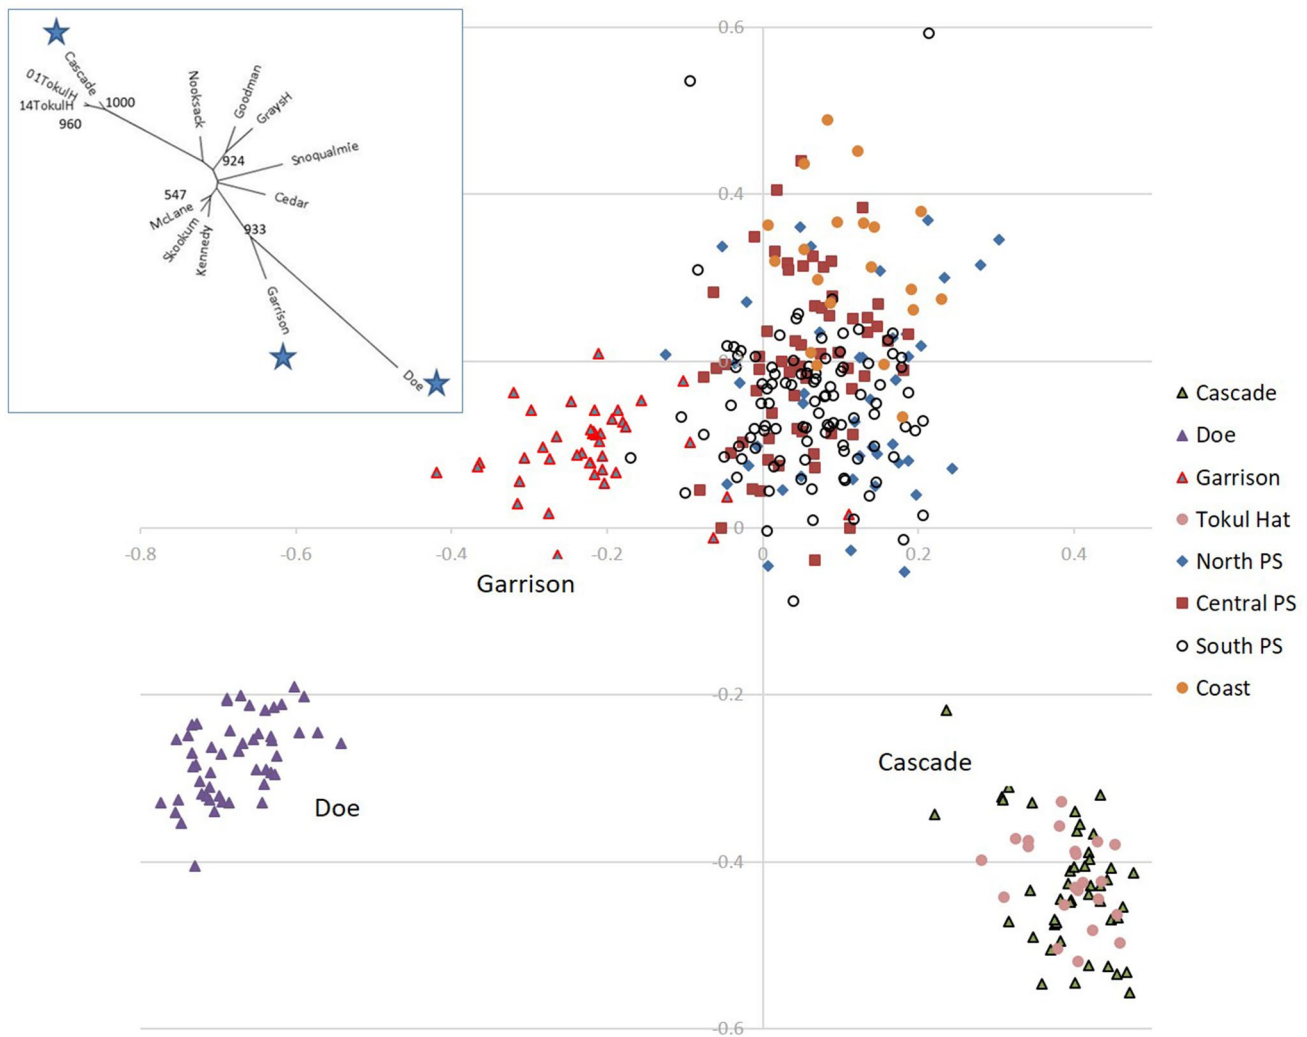 Cascade
01TokulH
14TokulH
1000
960
Nooksack
Goodman
GraysH
924
Snoqualmie
Cedar
547
McLane
Skookum
Kennedy
933
Garrison
Doe
0.6
0.4
0
-0.2
-0.4
-0.6
-0.8
-0.6
-0.4
-0.2
0
0.2
0.4
Garrison
Doe
Cascade
Cascade
Doe
Garrison
Tokul Hat
North PS
Central PS
South PS
Coast